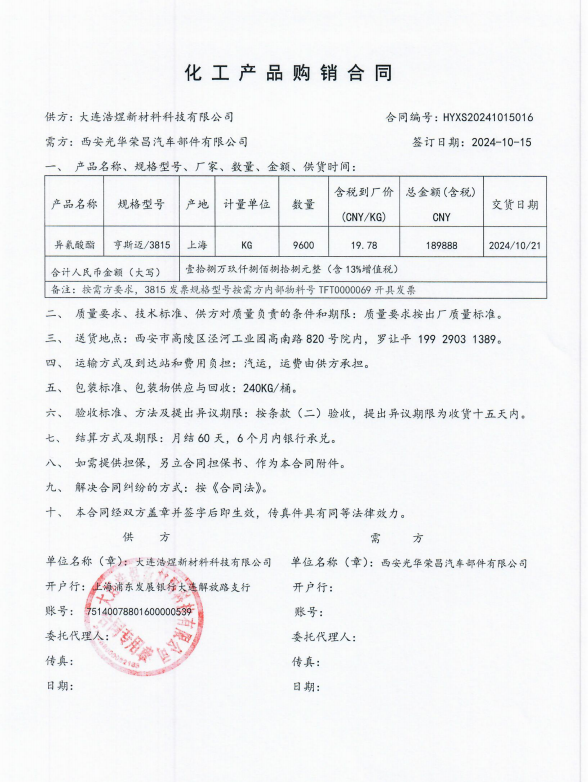 化工产品购销合同
供方：大连浩煜新材料科技有限公司 合同编号：HYXS20241015016
需方：西安光华荣昌汽车部件有限公司 签订日期：2024-10-15
一、产品名称、规格型号、厂家、数量、金额、供货时间：
产品名称 规格型号 产地 计量单位 数量 含税到厂价(CNY/KG) 总金额(含税)CNY 交货日期
异氰酸酯 亨斯迈/3815 上海 KG 9600 19.78 189888 2024/10/21
合计人民币金额（大写） 壹拾捌万玖仟捌佰捌拾捌元整（含13%增值税）
备注：按需方要求，3815发票规格型号按需方内部物料号TFT0000069开具发票
二、质量要求、技术标准、供方对质量负责的条件和期限：质量要求按出厂质量标准。
三、送货地点：西安市高陵区泾河工业园高南路820号院内，罗让平 199 2903 1389。
四、运输方式及到达站和费用负担：汽运，运费由供方承担。
五、包装标准、包装物供应与回收：240KG/桶。
六、验收标准、方法及提出异议期限：按条款（二）验收，提出异议期限为收货十五天内。
七、结算方式及期限：月结60天，6个月内银行承兑。
八、如需提供担保，另立合同担保书、作为本合同附件。
九、解决合同纠纷的方式：按《合同法》。
十、本合同经双方盖章并签字后即生效，传真件具有同等法律效力。
供方 需方
单位名称（章）：大连浩煜新材料科技有限公司 单位名称（章）：西安光华荣昌汽车部件有限公司
开户行：上海浦东发展银行大连解放路支行 开户行：
账号：75140078801600000539 账号：
委托代理人： 委托代理人：
传真： 传真：
日期： 日期：